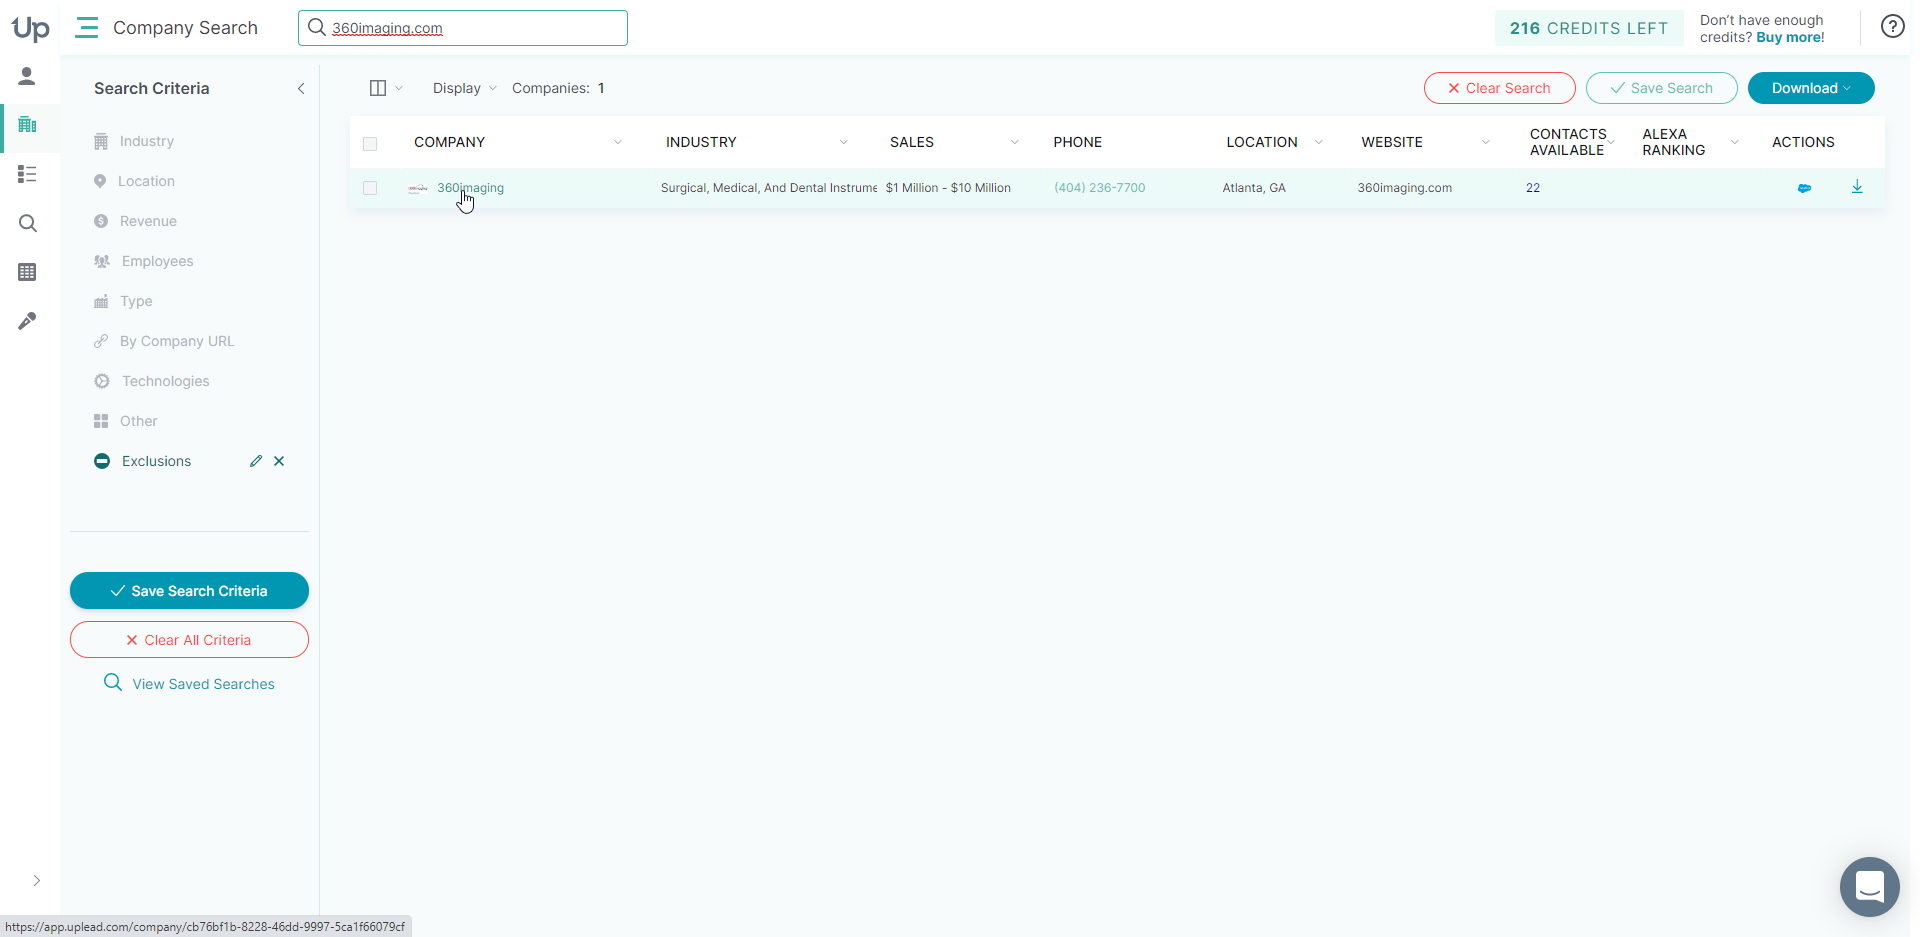 Up
Company Search
360imaging.com
216 CREDITS LEFT
Don't have enough
credits? Buy more!
Search Criteria
Display
Companies: 1
Clear Search
Save Search
Download
Industry
Location
Revenue
Employees
Type
By Company URL
Technologies
Other
Exclusions
Save Search Criteria
Clear All Criteria
View Saved Searches
COMPANY
INDUSTRY
SALES
PHONE
LOCATION
WEBSITE
CONTACTS
AVAILABLE
ALEXA
RANKING
ACTIONS
360imaging
Surgical, Medical, And Dental Instrume
$1 Million - $10 Million
(404) 236-7700
Atlanta, GA
360imaging.com
22
https://app.uplead.com/company/cb76bf1b-8228-46dd-9997-5ca1f66079cf